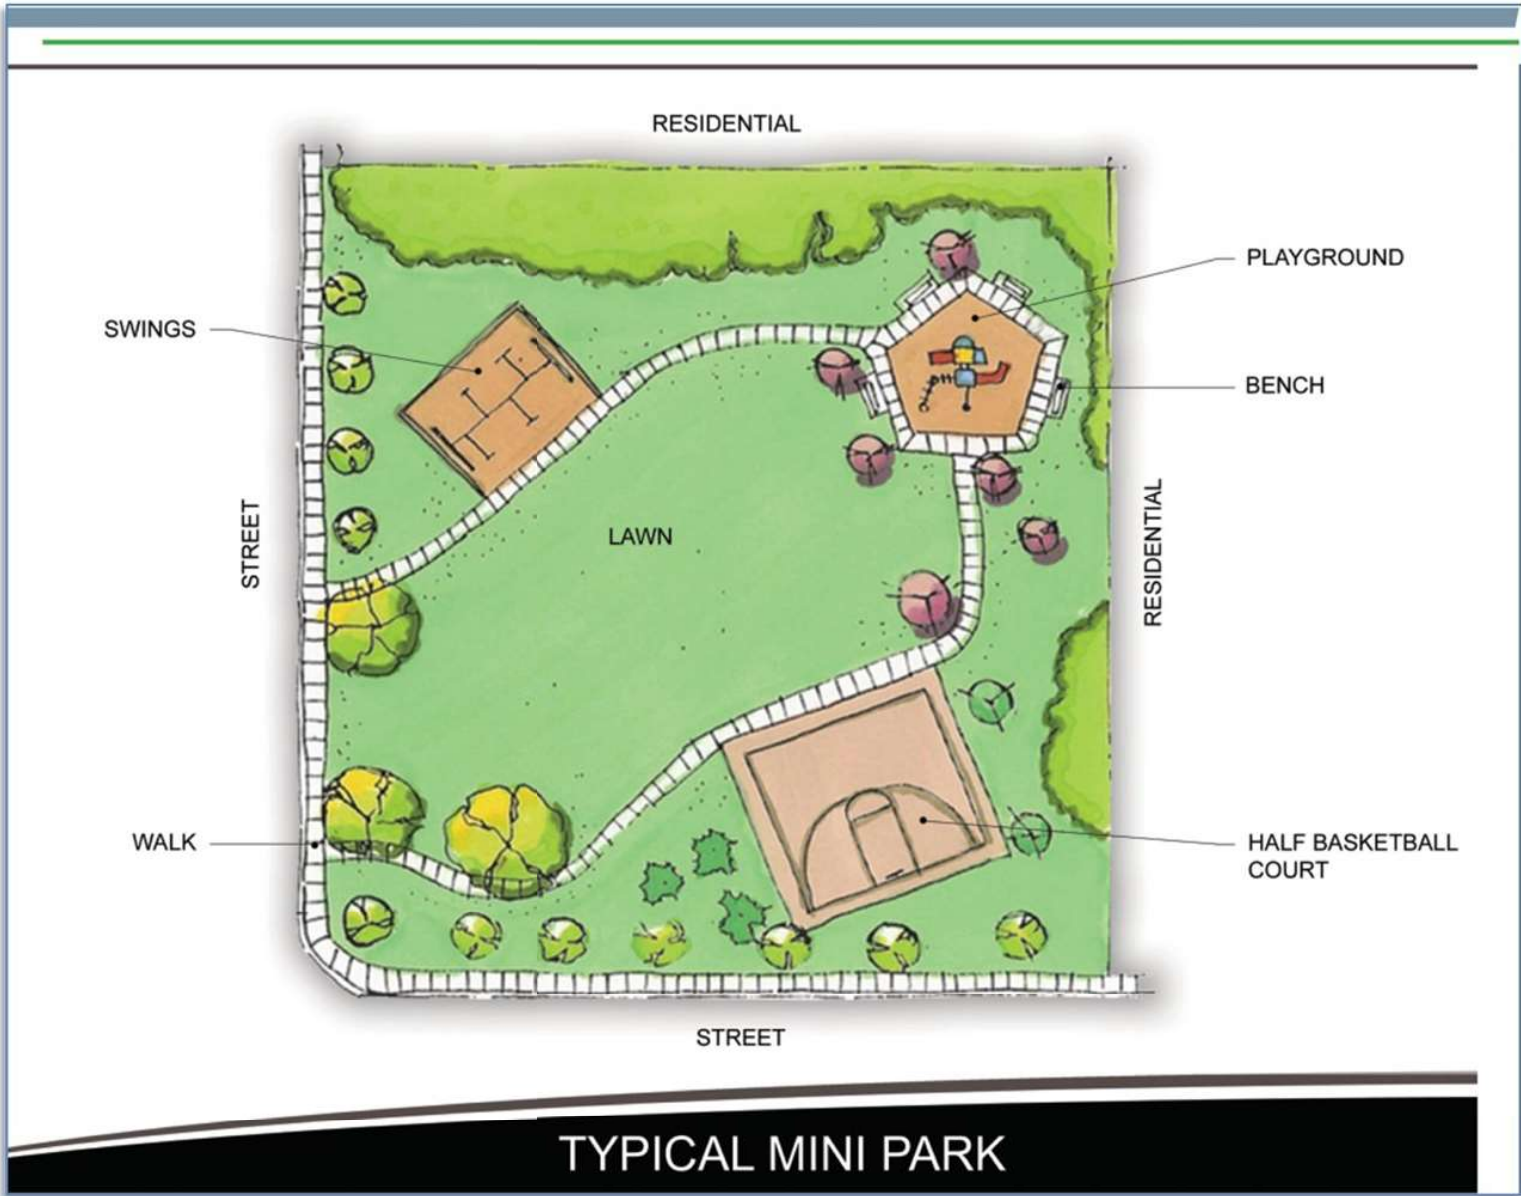 RESIDENTIAL
PLAYGROUND
SWINGS
BENCH
LAWN
STREET
RESIDENTIAL
WALK
HALF BASKETBALL
COURT
STREET
TYPICAL MINI PARK